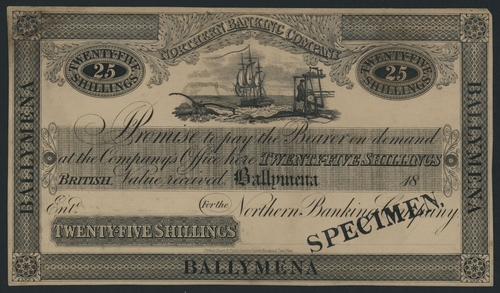 NORTHERN BANKING COMPANY
TWENTY-FIVE 25 SHILLINGS
TWENTY-FIVE 25 SHILLINGS
I Promise to pay the Bearer on demand
at the Company's Office here TWENTY-FIVE SHILLINGS
BRITISH. Value received. Ballymena 18
Entd. For the Northern Banking Company
TWENTY-FIVE SHILLINGS
SPECIMEN.
BALLYMENA
BALLYMENA
BALLYMENA